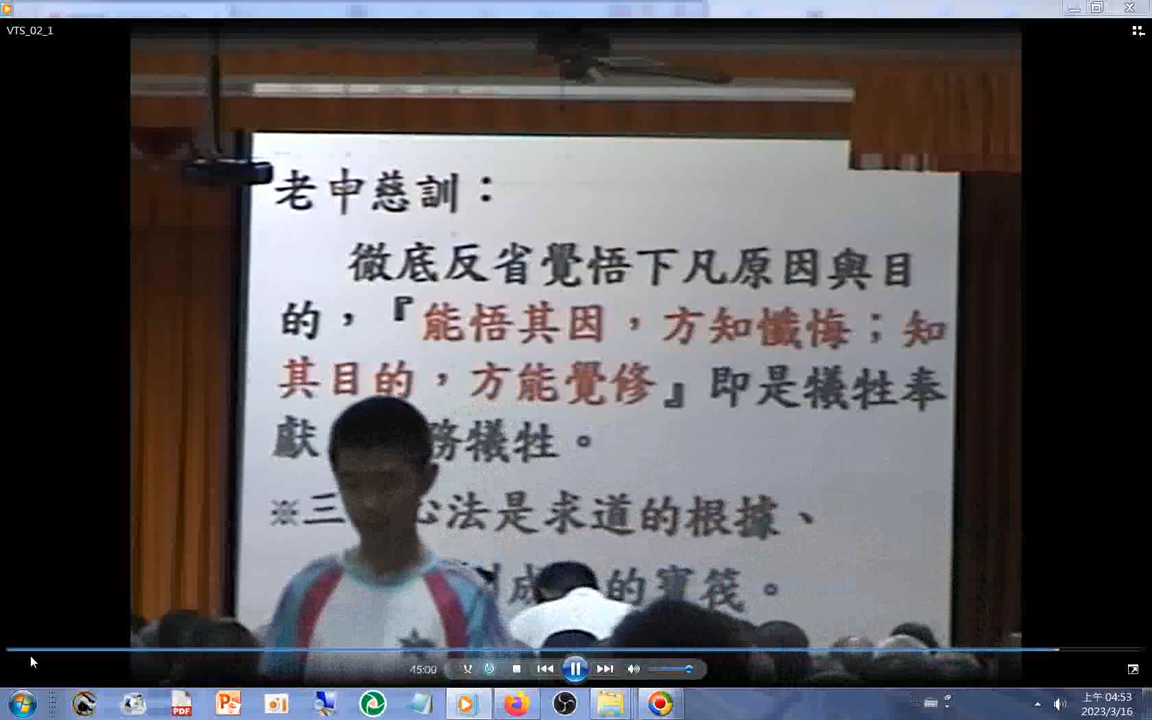 VTS_02_1
老申慈訓：
徹底反省覺悟下凡原因與目
的，『能悟其因，方知懺悔；知
其目的，方能覺修』即是犧牲奉
獻 務犧牲。
※三 心法是求道的根據、
成 的寶筏。
45:00
上午 04:53
2023/3/16